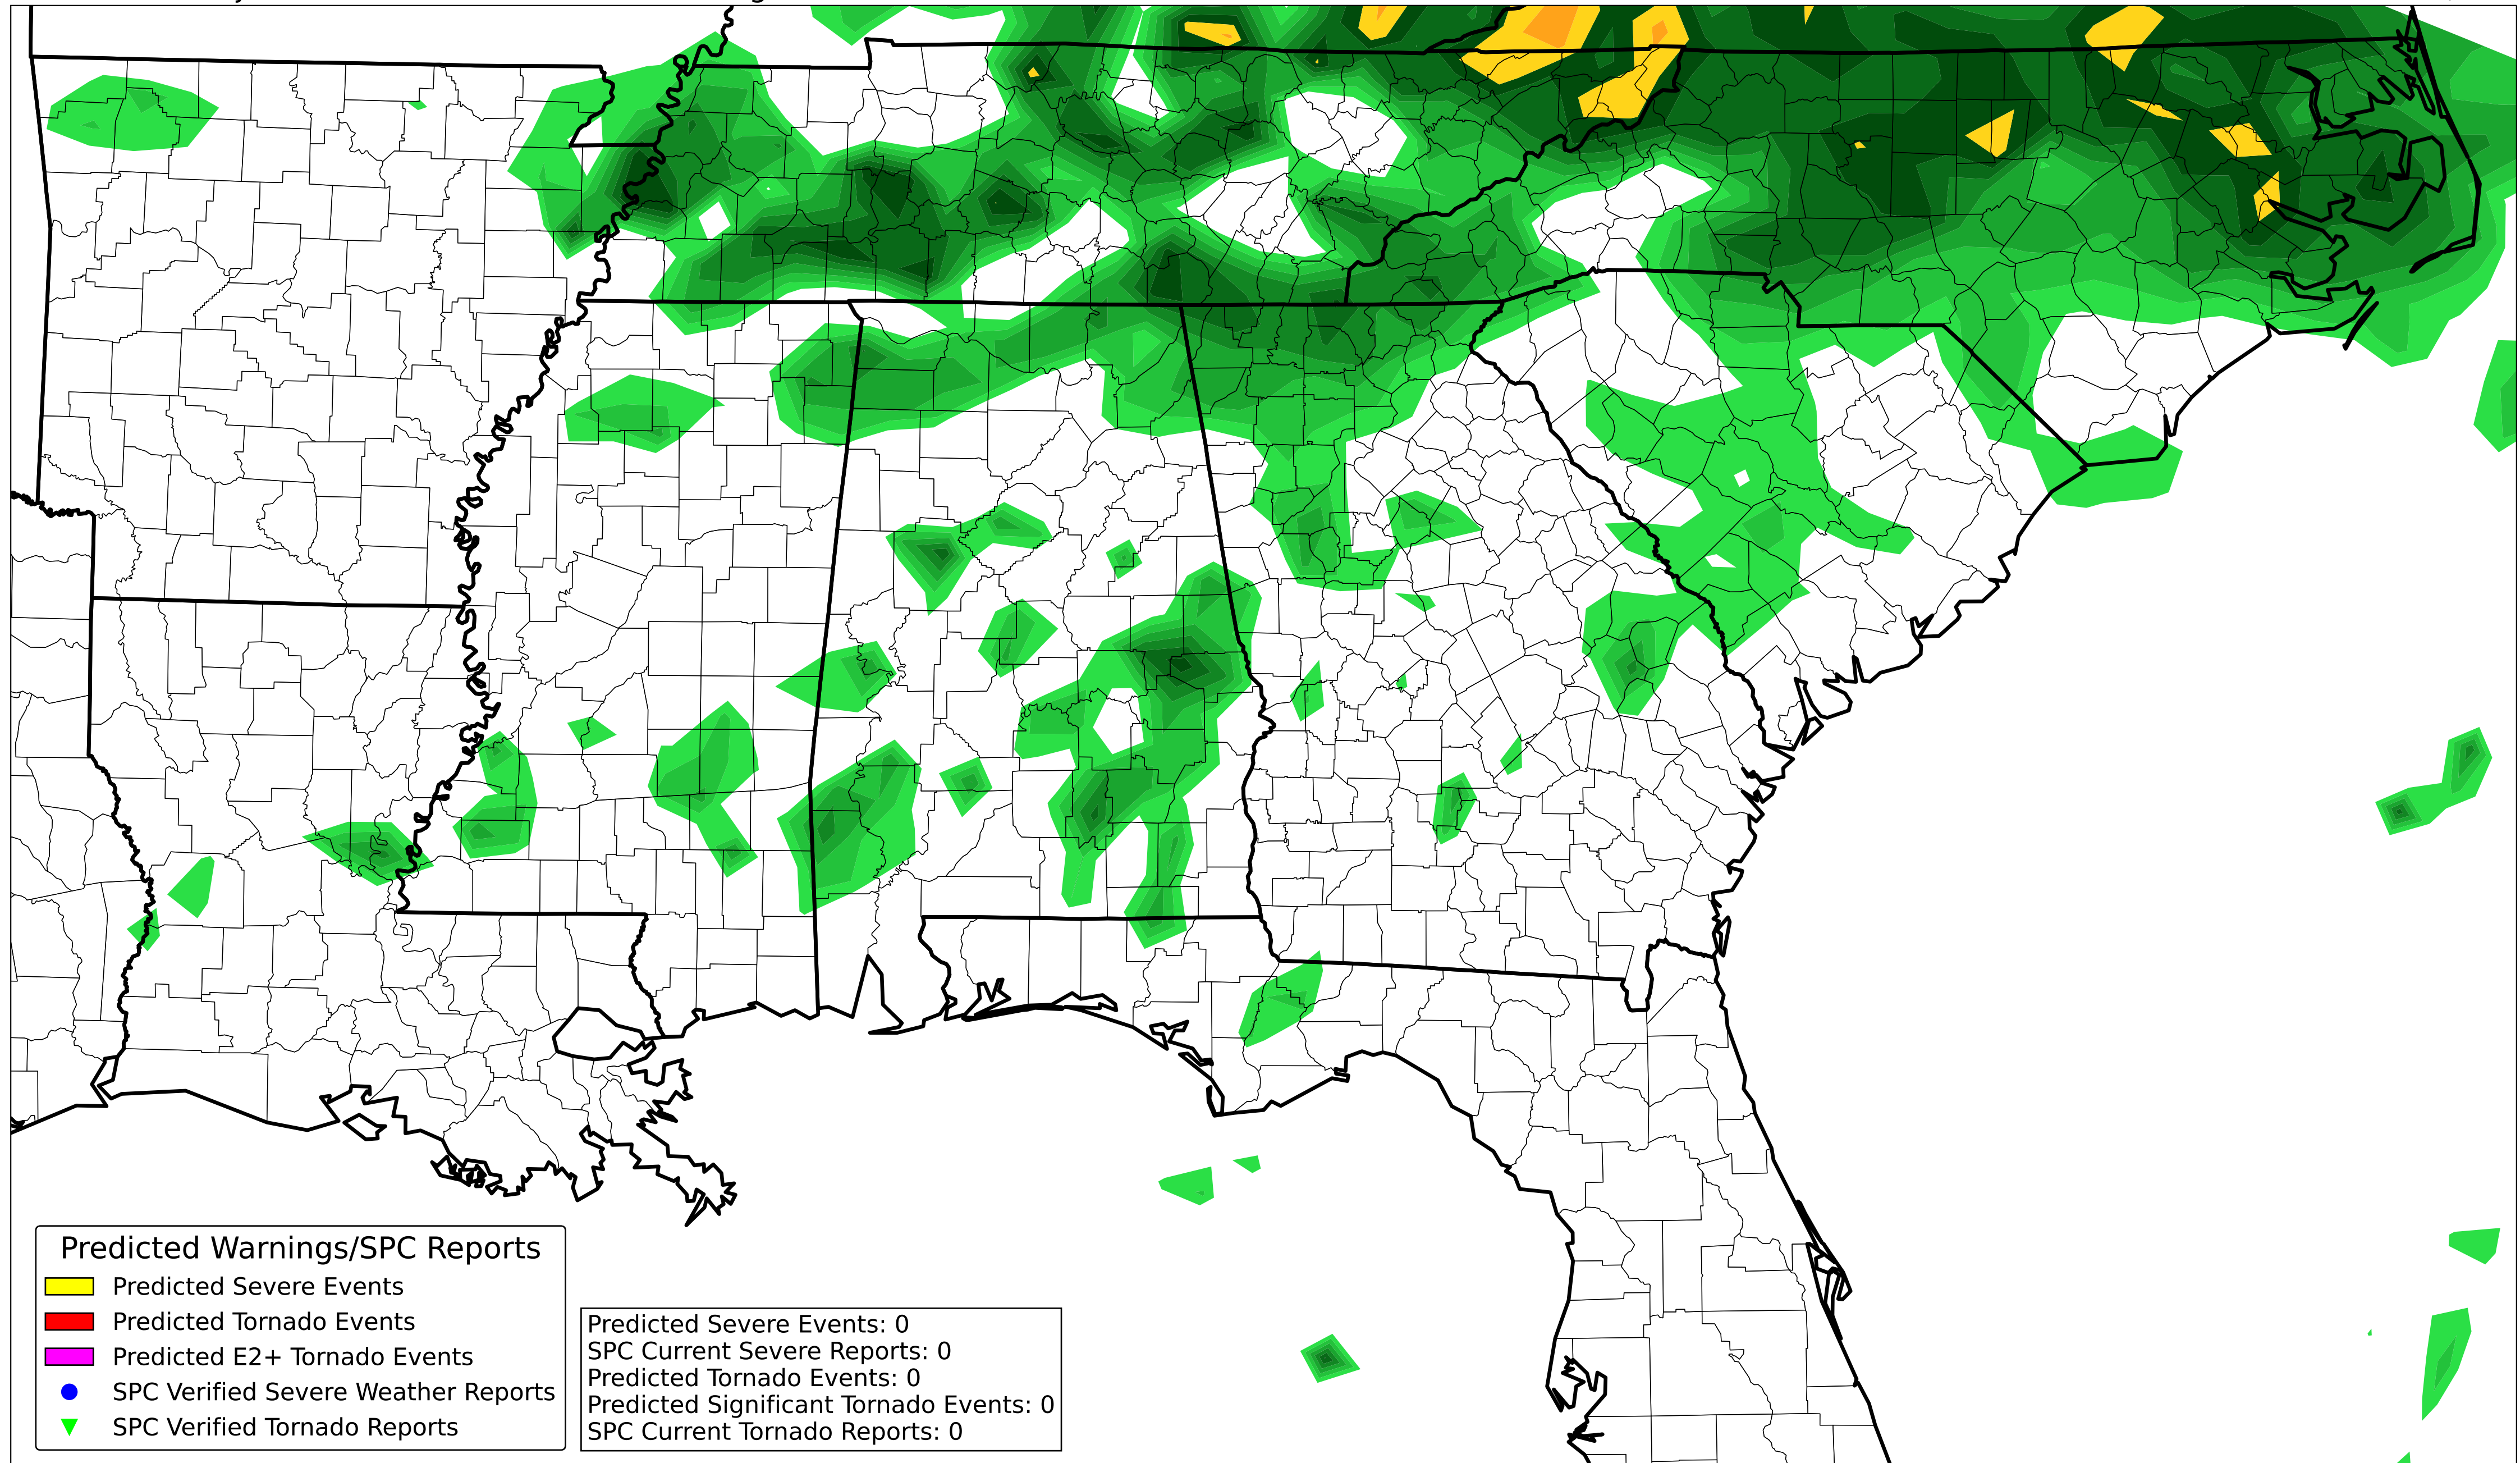 Predicted Warnings/SPC Reports
Predicted Severe Events
Predicted Tornado Events
Predicted E2+ Tornado Events
SPC Verified Severe Weather Reports
SPC Verified Tornado Reports
Predicted Severe Events: 0
SPC Current Severe Reports: 0
Predicted Tornado Events: 0
Predicted Significant Tornado Events: 0
SPC Current Tornado Reports: 0